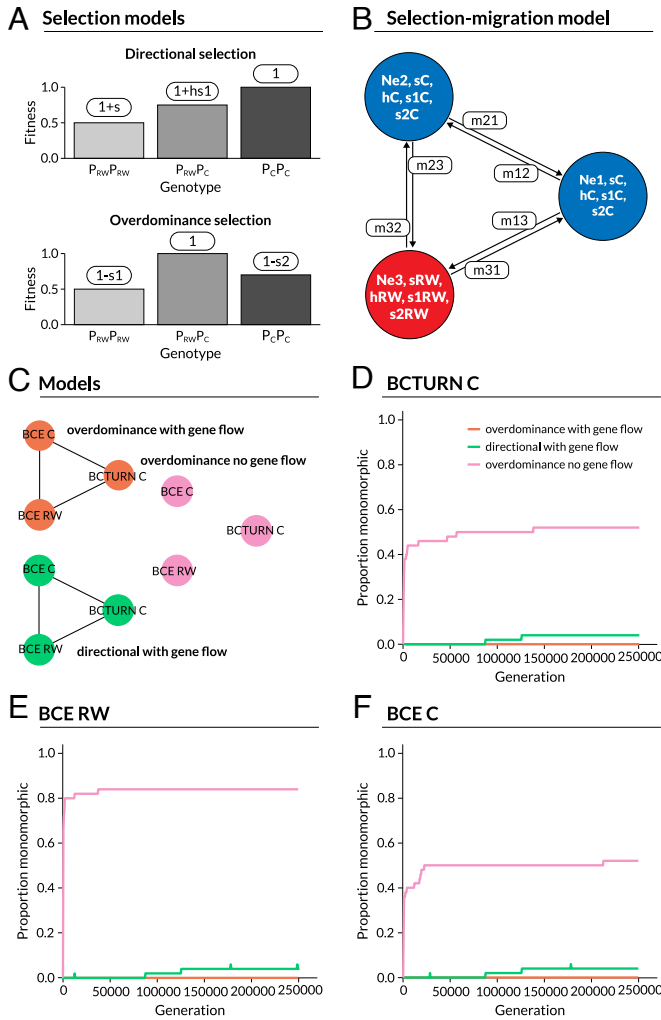 A Selection models
Directional selection
Fitness
1.0
0.5
0.0
1+s
1+hs1
1
PRWPRW
PRWPC
PCPC
Genotype
Overdominance selection
Fitness
1.0
0.5
0.0
1-s1
1
1-s2
PRWPRW
PRWPC
PCPC
Genotype
B Selection-migration model
Ne2, sC,
hC, s1C,
s2C
m21
m12
m23
m32
m13
m31
Ne1, sC,
hC, s1C,
s2C
Ne3, sRW,
hRW, s1RW,
s2RW
C Models
BCE C
overdominance with gene flow
BCTURN C
BCE RW
overdominance no gene flow
BCE C
BCTURN C
BCE RW
BCE C
BCTURN C
BCE RW
directional with gene flow
D BCTURN C
Proportion monomorphic
1.0
0.8
0.6
0.4
0.2
0.0
overdominance with gene flow
directional with gene flow
overdominance no gene flow
0 50000 100000 150000 200000 250000
Generation
E BCE RW
Proportion monomorphic
1.0
0.8
0.6
0.4
0.2
0.0
0 50000 100000 150000 200000 250000
Generation
F BCE C
Proportion monomorphic
1.0
0.8
0.6
0.4
0.2
0.0
0 50000 100000 150000 200000 250000
Generation